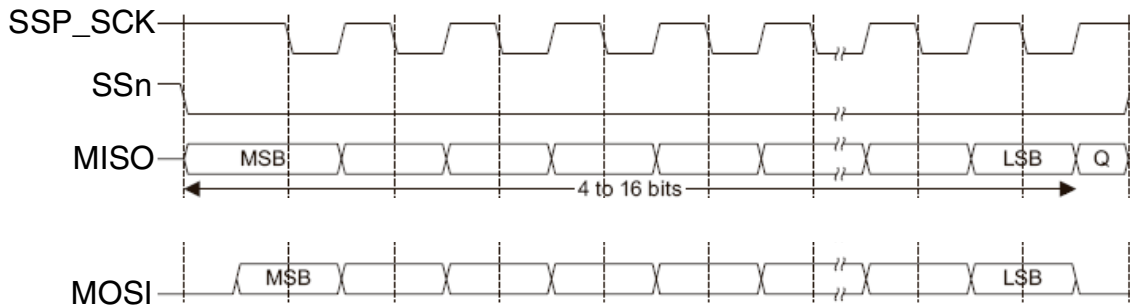 SSP_SCK
SSn
MISO MSB LSB Q
4 to 16 bits
MOSI MSB LSB